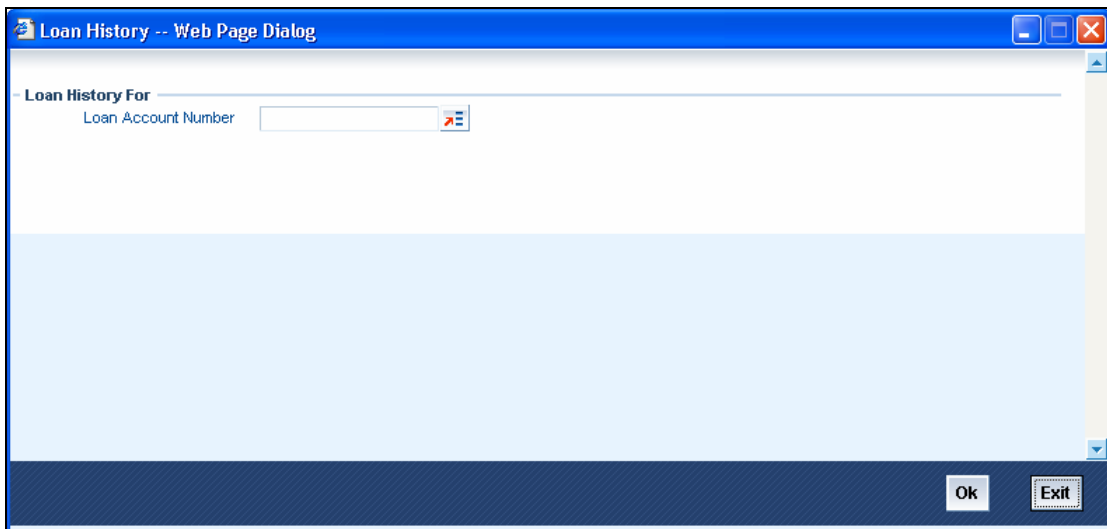 Loan History -- Web Page Dialog
Loan History For
Loan Account Number
Ok Exit